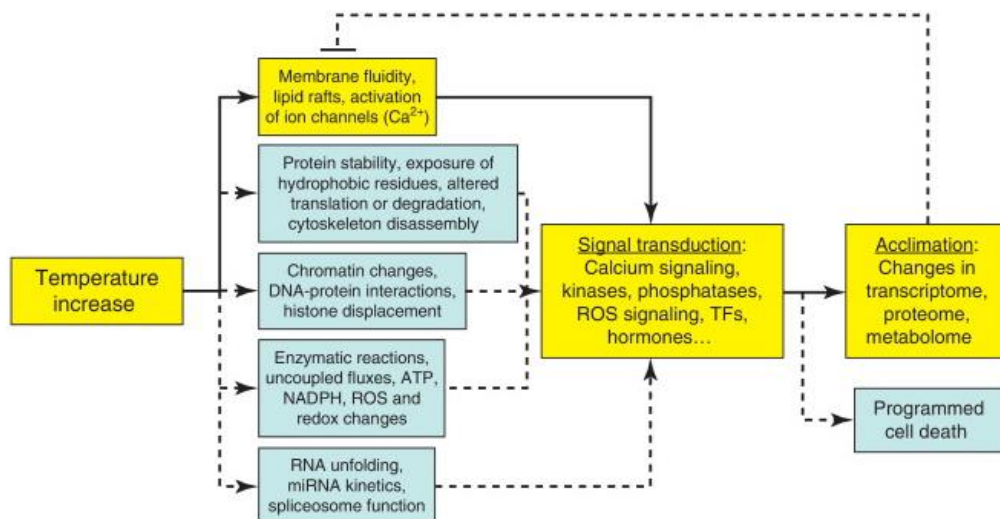 Membrane fluidity,
lipid rafts, activation
of ion channels (Ca²⁺)
Protein stability, exposure of
hydrophobic residues, altered
translation or degradation,
cytoskeleton disassembly
Temperature
increase
Chromatin changes,
DNA-protein interactions,
histone displacement
Enzymatic reactions,
uncoupled fluxes, ATP,
NADPH, ROS and
redox changes
RNA unfolding,
miRNA kinetics,
spliceosome function
Signal transduction:
Calcium signaling,
kinases, phosphatases,
ROS signaling, TFs,
hormones...
Acclimation:
Changes in
transcriptome,
proteome,
metabolome
Programmed
cell death